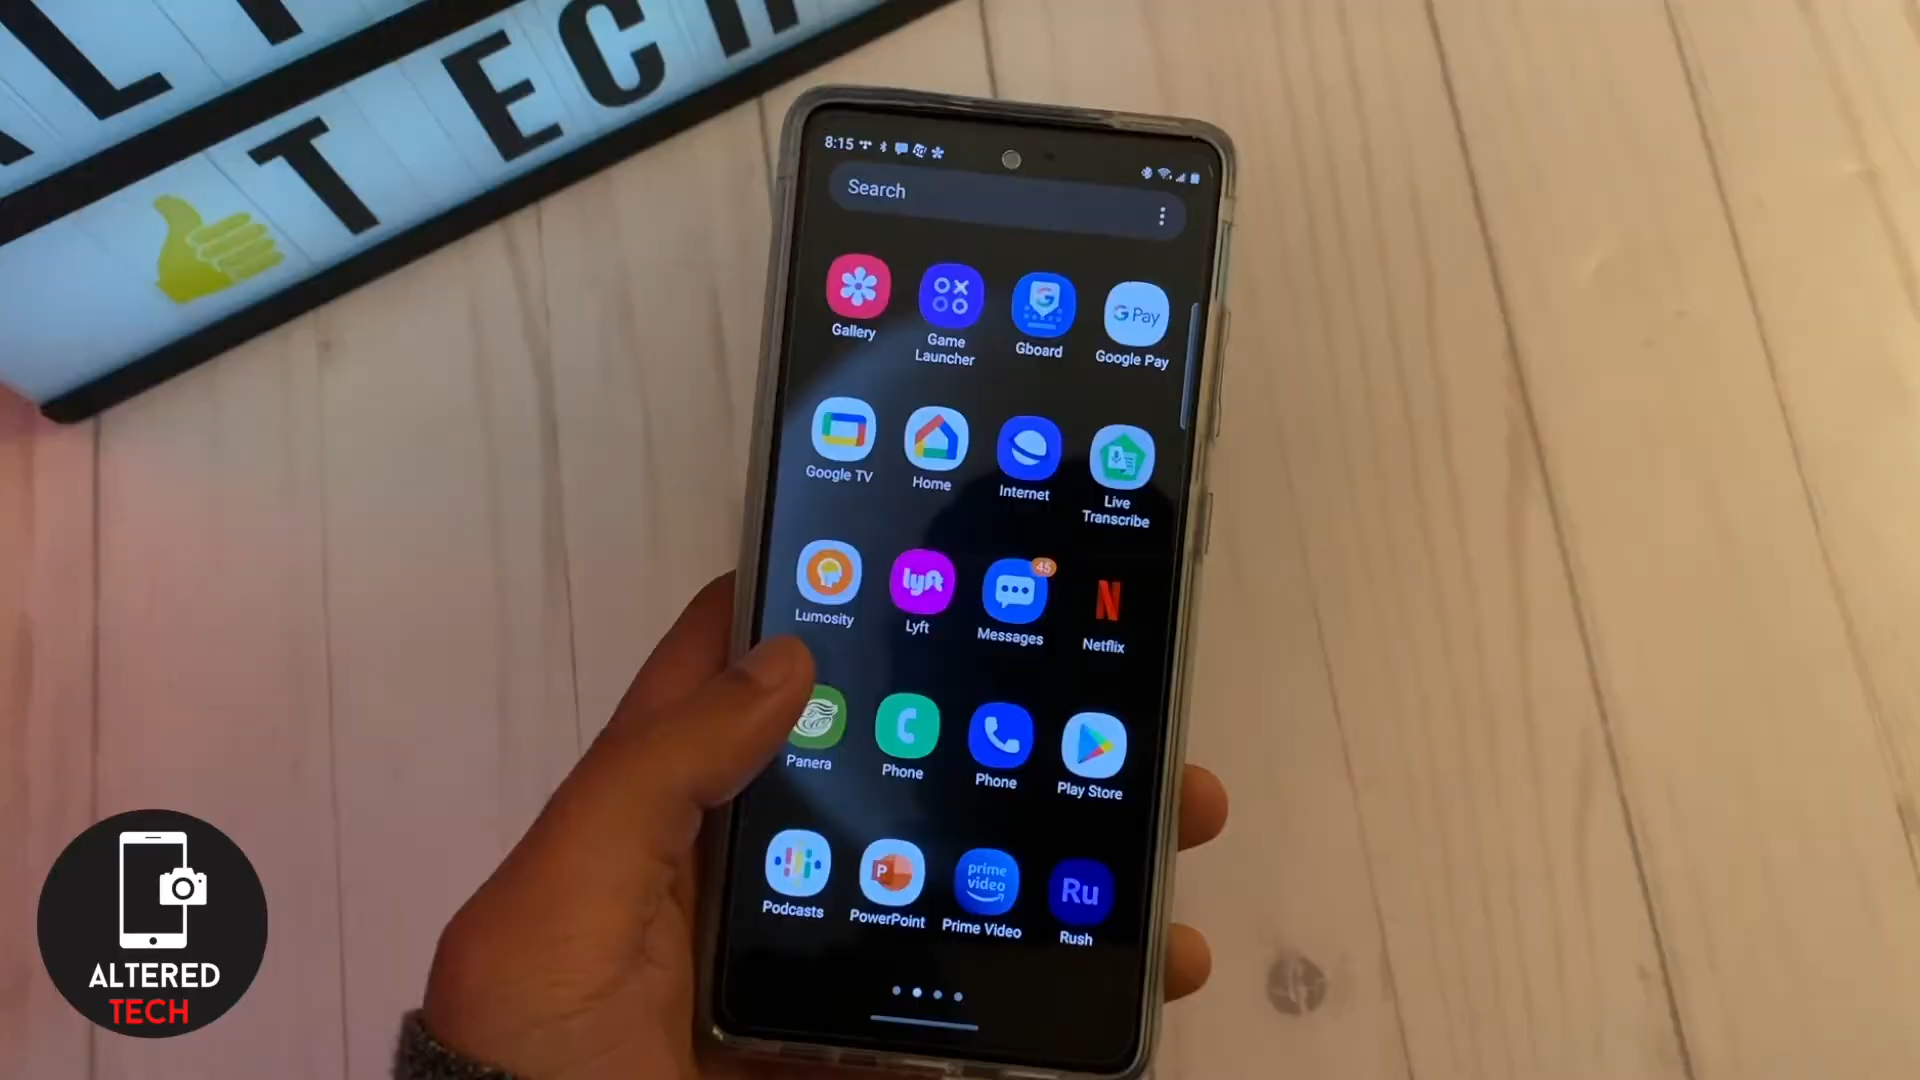 T ECH
8:15
Search
Gallery
Game
Launcher
Gboard
G Pay
Google Pay
Google TV
Home
Internet
Live
Transcribe
Lumosity
lyft
Lyft
45
Messages
N
Netflix
Panera
Phone
Phone
Play Store
Podcasts
P
PowerPoint
prime
video
Prime Video
Ru
Rush
ALTERED
TECH